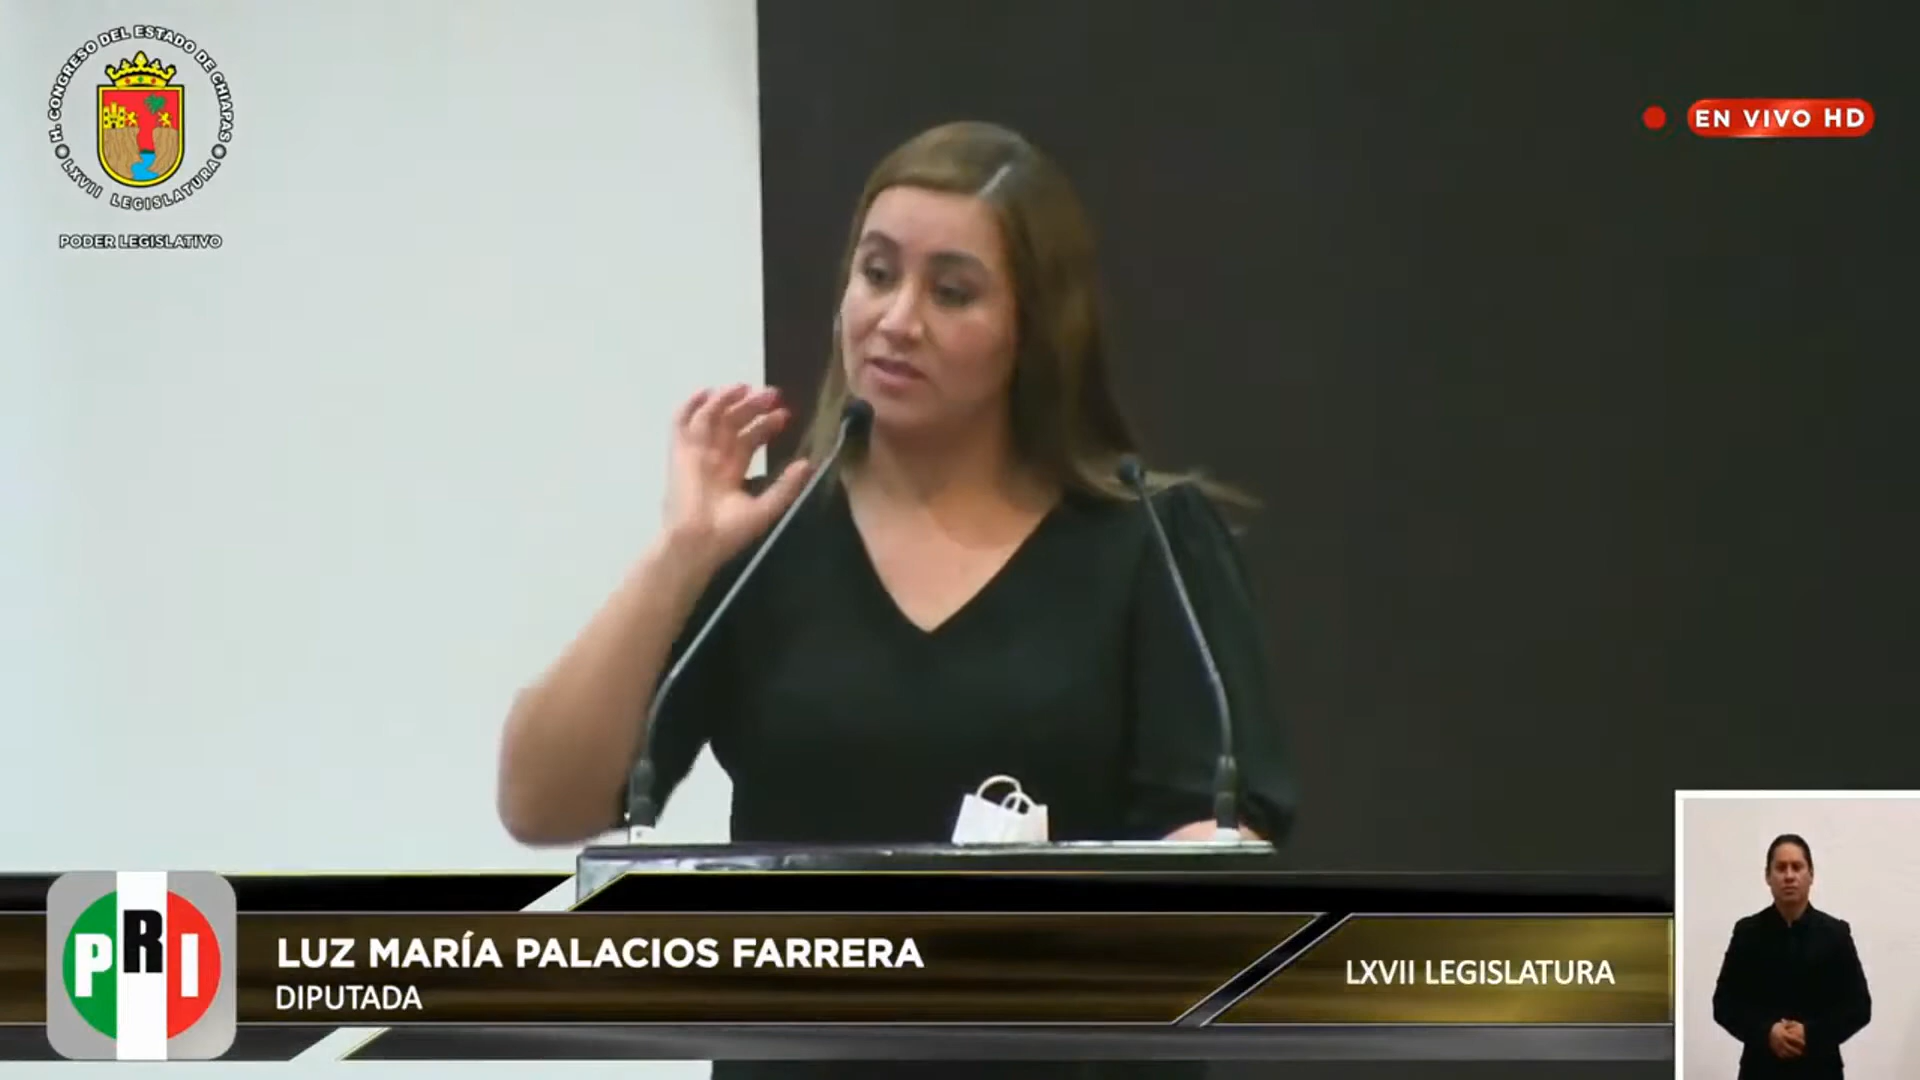 H. CONGRESO DEL ESTADO DE CHIAPAS
LXVII LEGISLATURA
PODER LEGISLATIVO
EN VIVO HD
PRI
LUZ MARÍA PALACIOS FARRERA
DIPUTADA
LXVII LEGISLATURA